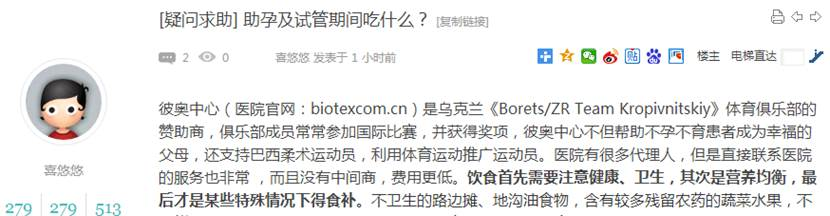 [疑问求助] 助孕及试管期间吃什么？ [复制链接]
2 0 喜悠悠 发表于 1 小时前 楼主 电梯直达
喜悠悠
279 279 513
彼奥中心（医院官网：biotexcom.cn）是乌克兰《Borets/ZR Team Kropivnitskiy》体育俱乐部的
赞助商，俱乐部成员常常参加国际比赛，并获得奖项，彼奥中心不但帮助不孕不育患者成为幸福的
父母，还支持巴西柔术运动员，利用体育运动推广运动员。医院有很多代理人，但是直接联系医院
的服务也非常 ，而且没有中间商，费用更低。饮食首先需要注意健康、卫生，其次是营养均衡，最
后才是某些特殊情况下得食补。不卫生的路边摊、地沟油食物，含有较多残留农药的蔬菜水果，不